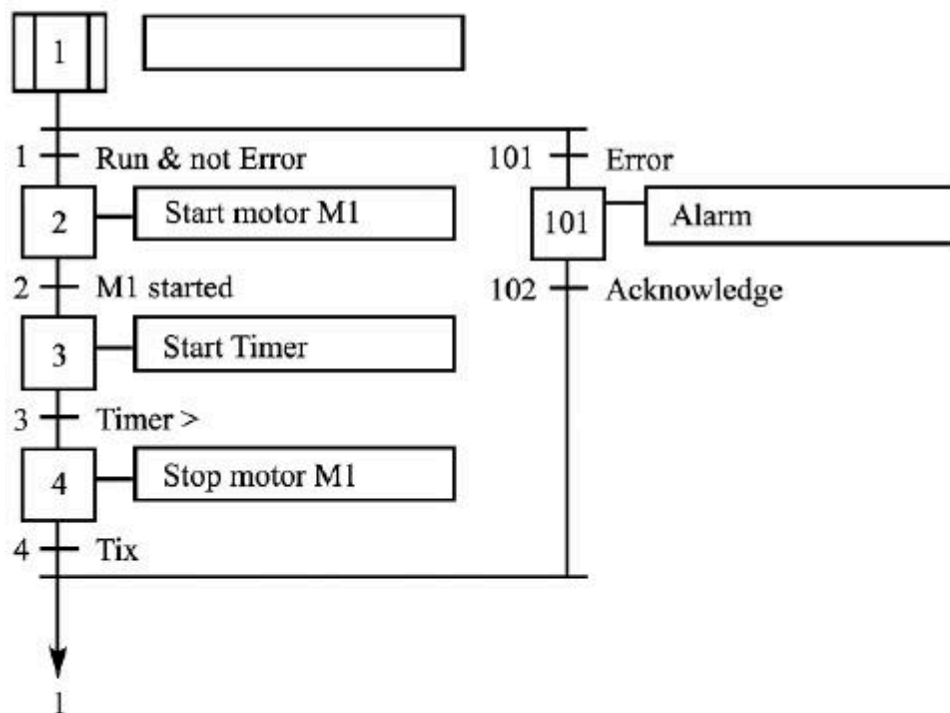 1
1 Run & not Error 101 Error
2 Start motor M1 101 Alarm
2 M1 started 102 Acknowledge
3 Start Timer
3 Timer >
4 Stop motor M1
4 Tix
1